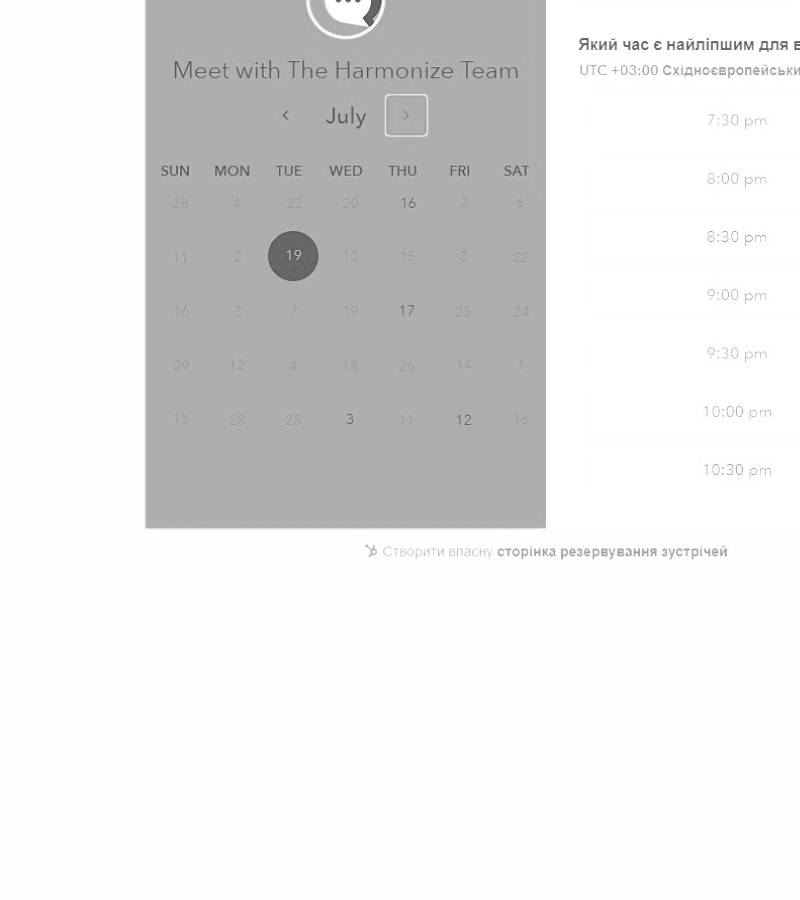 Meet with The Harmonize Team
July
SUN MON TUE WED THU FRI SAT
28 4 22 20 16 2 6
11 2 19 13 15 8 22
16 3 7 19 17 25 24
29 12 4 18 26 14 1
13 28 25 3 11 12 16
Який час є найліпшим для
UTC +03:00 Східноєвропейськи
7:30 pm
8:00 pm
8:30 pm
9:00 pm
9:30 pm
10:00 pm
10:30 pm
Створити власну сторінка резервування зустрічей